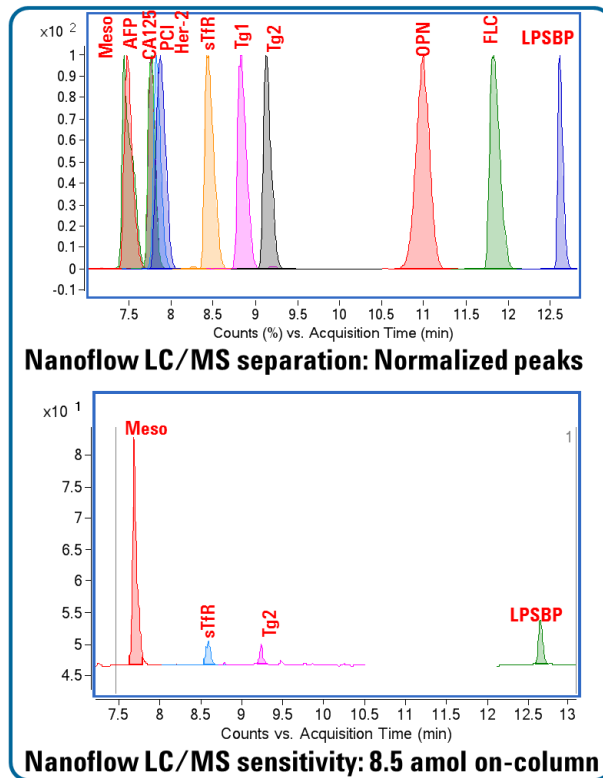 x10 2
Meso
AFP
CA125
PCI
Her-2
sTfR
Tg1
Tg2
OPN
FLC
LPSBP
1
0.9
0.8
0.7
0.6
0.5
0.4
0.3
0.2
0.1
0
-0.1
7.5 8 8.5 9 9.5 10 10.5 11 11.5 12 12.5
Counts (%) vs. Acquisition Time (min)
Nanoflow LC/MS separation: Normalized peaks
x10 1
Meso
1
8
7.5
7
6.5
6
5.5
5
4.5
sTfR
Tg2
LPSBP
7.5 8 8.5 9 9.5 10 10.5 11 11.5 12 12.5 13
Counts vs. Acquisition Time (min)
Nanoflow LC/MS sensitivity: 8.5 amol on-column